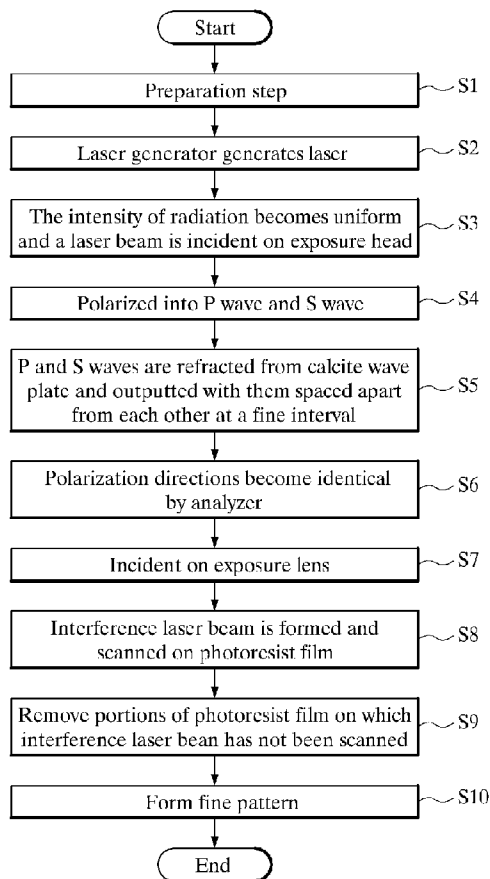 Start
Preparation step
S1
Laser generator generates laser
S2
The intensity of radiation becomes uniform
and a laser beam is incident on exposure head
S3
Polarized into P wave and S wave
S4
P and S waves are refracted from calcite wave
plate and outputted with them spaced apart
from each other at a fine interval
S5
Polarization directions become identical
by analyzer
S6
Incident on exposure lens
S7
Interference laser beam is formed and
scanned on photoresist film
S8
Remove portions of photoresist film on which
interference laser bean has not been scanned
S9
Form fine pattern
S10
End